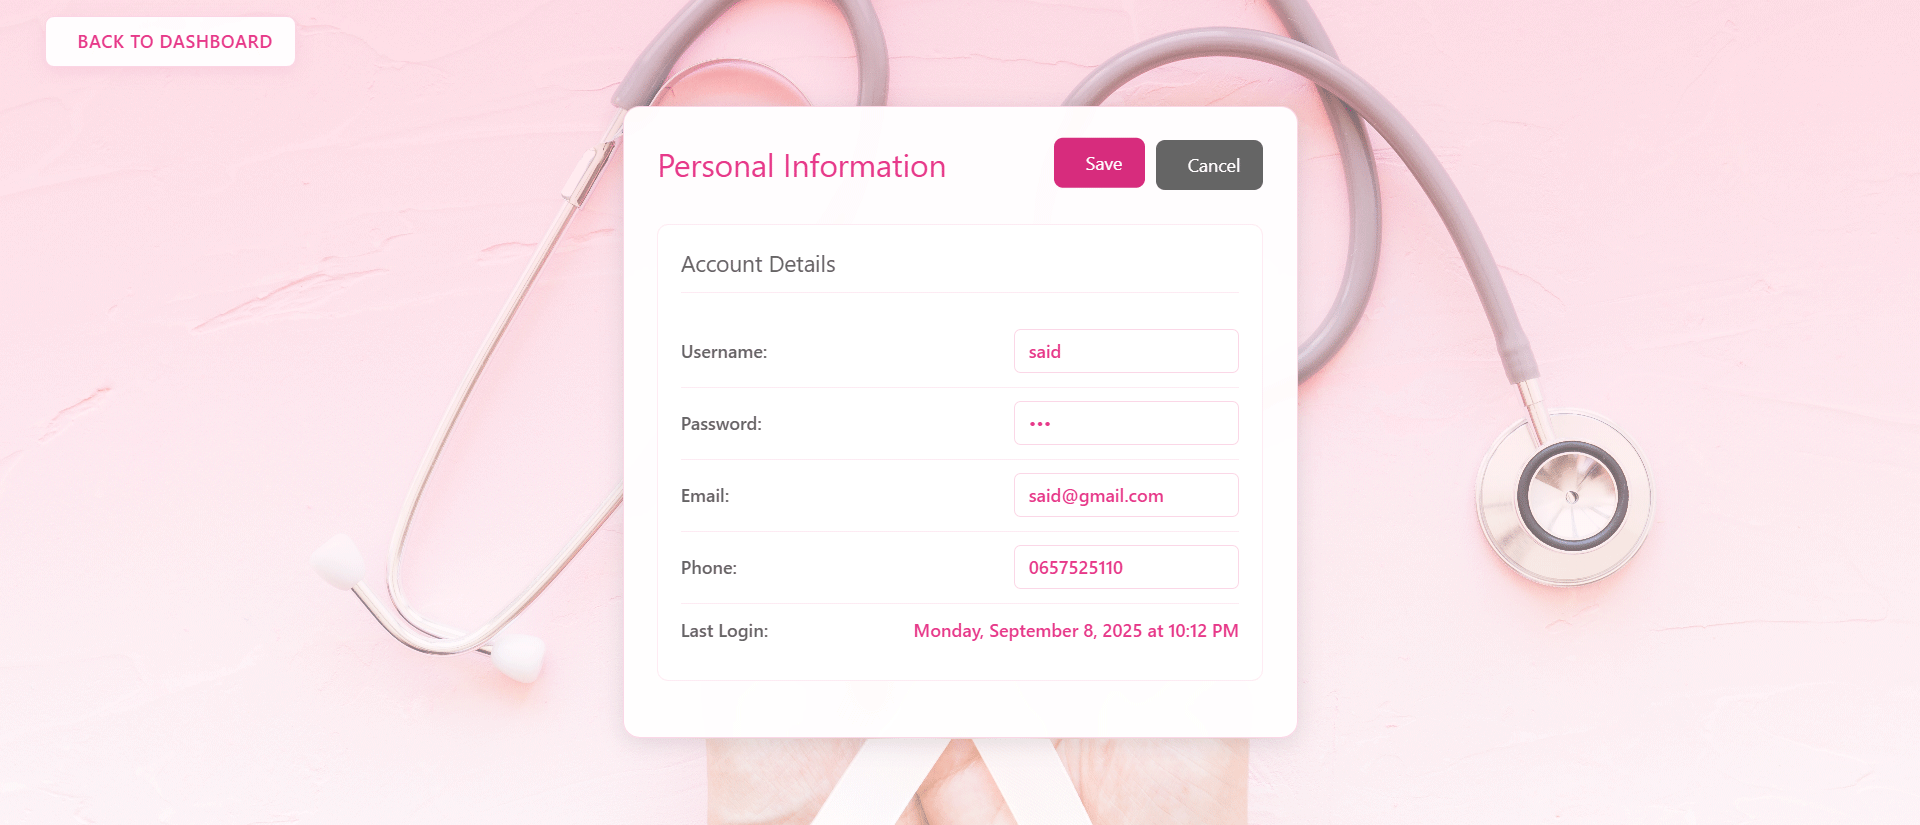 BACK TO DASHBOARD
Personal Information
Save
Cancel
Account Details
Username:
said
Password:
•••
Email:
said@gmail.com
Phone:
0657525110
Last Login:
Monday, September 8, 2025 at 10:12 PM